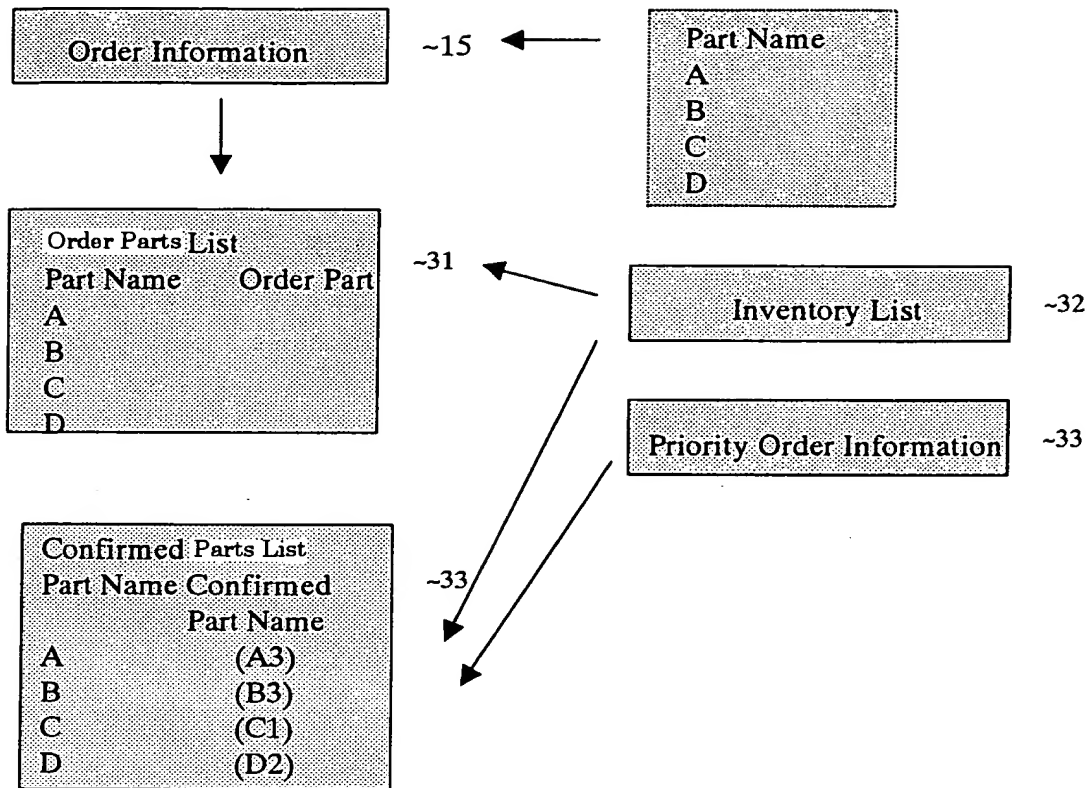 Order Information
~15
Part Name
A
B
C
D
Order Parts List
Part Name Order Part
A
B
C
D
~31
Inventory List
~32
Priority Order Information
~33
Confirmed Parts List
Part Name Confirmed
Part Name
A (A3)
B (B3)
C (C1)
D (D2)
~33